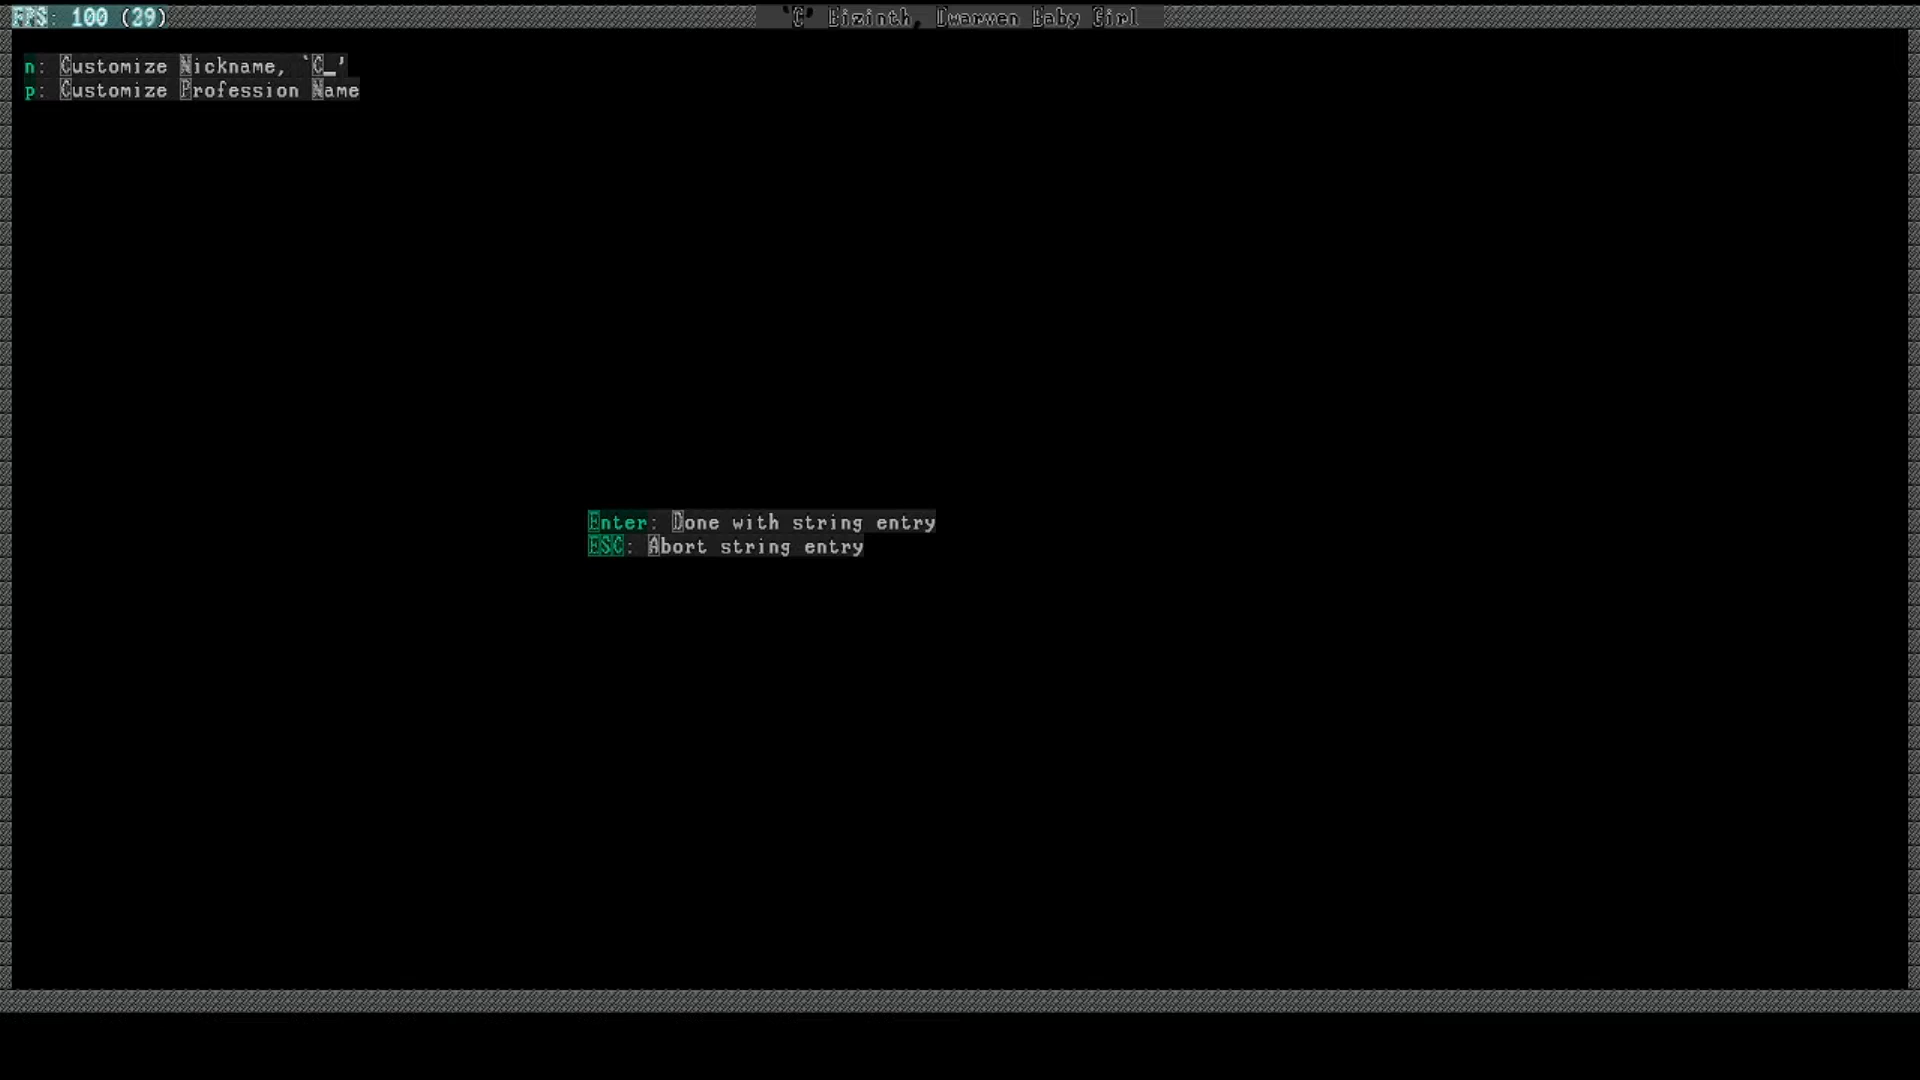 FPS: 100 (29)
`C' Bizinth, Dwarven Baby Girl
n: Customize Nickname, `C_'
p: Customize Profession Name
Enter: Done with string entry
ESC: Abort string entry